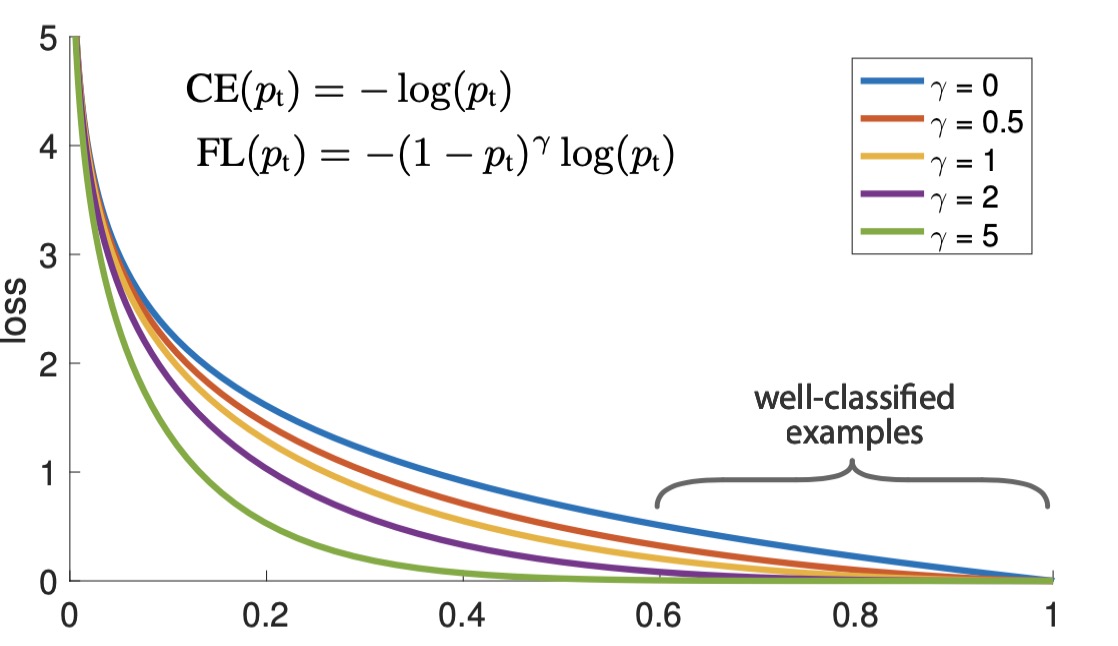 CE(pₜ) = − log(pₜ)
FL(pₜ) = −(1 − pₜ)^γ log(pₜ)
γ = 0
γ = 0.5
γ = 1
γ = 2
γ = 5
well-classified
examples
loss
5
4
3
2
1
0
0
0.2
0.4
0.6
0.8
1